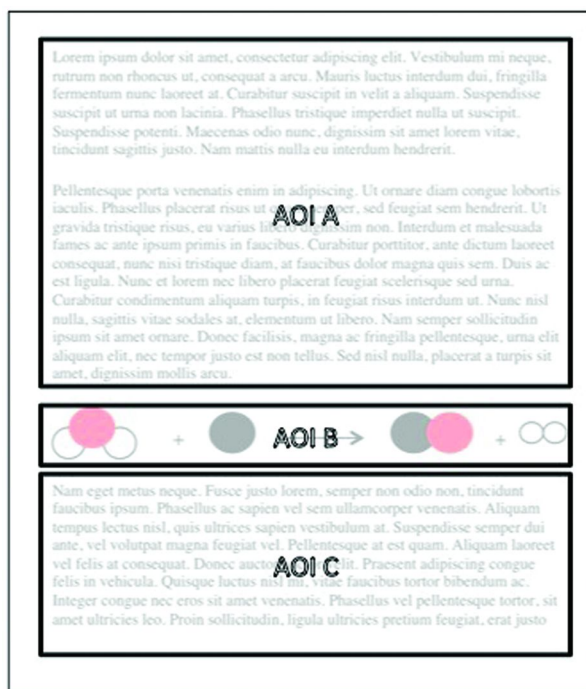 Lorem ipsum dolor sit amet, consectetur adipiscing elit. Vestibulum mi neque,
rutrum non rhoncus ut, consequat a arcu. Mauris luctus interdum dui, fringilla
fermentum nunc laoreet at. Curabitur suscipit in velit a aliquam. Suspendisse
suscipit ut urna non lacinia. Phasellus tristique imperdiet nulla ut suscipit.
Suspendisse potenti. Maecenas odio nunc, dignissim sit amet lorem vitae,
tincidunt sagittis justo. Nam mattis nulla eu interdum hendrerit.
Pellentesque porta venenatis enim in adipiscing. Ut ornare diam congue lobortis
iaculis. Phasellus placerat risus ut sed feugiat sem hendrerit. Ut
AOI A
gravida tristique risus, eu varius libero dignissim non. Interdum et malesuada
fames ac ante ipsum primis in faucibus. Curabitur porttitor, ante dictum laoreet
consequat, nunc nisi tristique diam, at faucibus dolor magna quis sem. Duis ac
est ligula. Nunc et lorem nec libero placerat feugiat scelerisque sed urna.
Curabitur condimentum aliquam turpis, in feugiat risus interdum ut. Nunc nisl
nulla, sagittis vitae sodales at, elementum ut libero. Nam semper sollicitudin
ipsum sit amet ornare. Donec facilisis, magna ac fringilla pellentesque, urna elit
aliquam elit, nec tempor justo est non tellus. Sed nisl nulla, placerat a turpis sit
amet, dignissim mollis arcu.
+ AOI B +
Nam eget metus neque. Fusce justo lorem, semper non odio non, tincidunt
faucibus ipsum. Phasellus ac sapien vel sem ullamcorper venenatis. Aliquam
tempus lectus nisl, quis ultrices sapien vestibulum at. Suspendisse semper dui
ante, vel volutpat magna feugiat vel. Pellentesque at est quam. Aliquam laoreet
vel felis at consequat. Donec elit. Praesent adipiscing congue
AOI C
felis in vehicula. Quisque luctus nisl mi, vitae faucibus tortor bibendum ac.
Integer congue nec eros sit amet venenatis. Phasellus vel pellentesque tortor, sit
amet ultricies leo. Proin sollicitudin, ligula ultricies pretium feugiat, erat justo